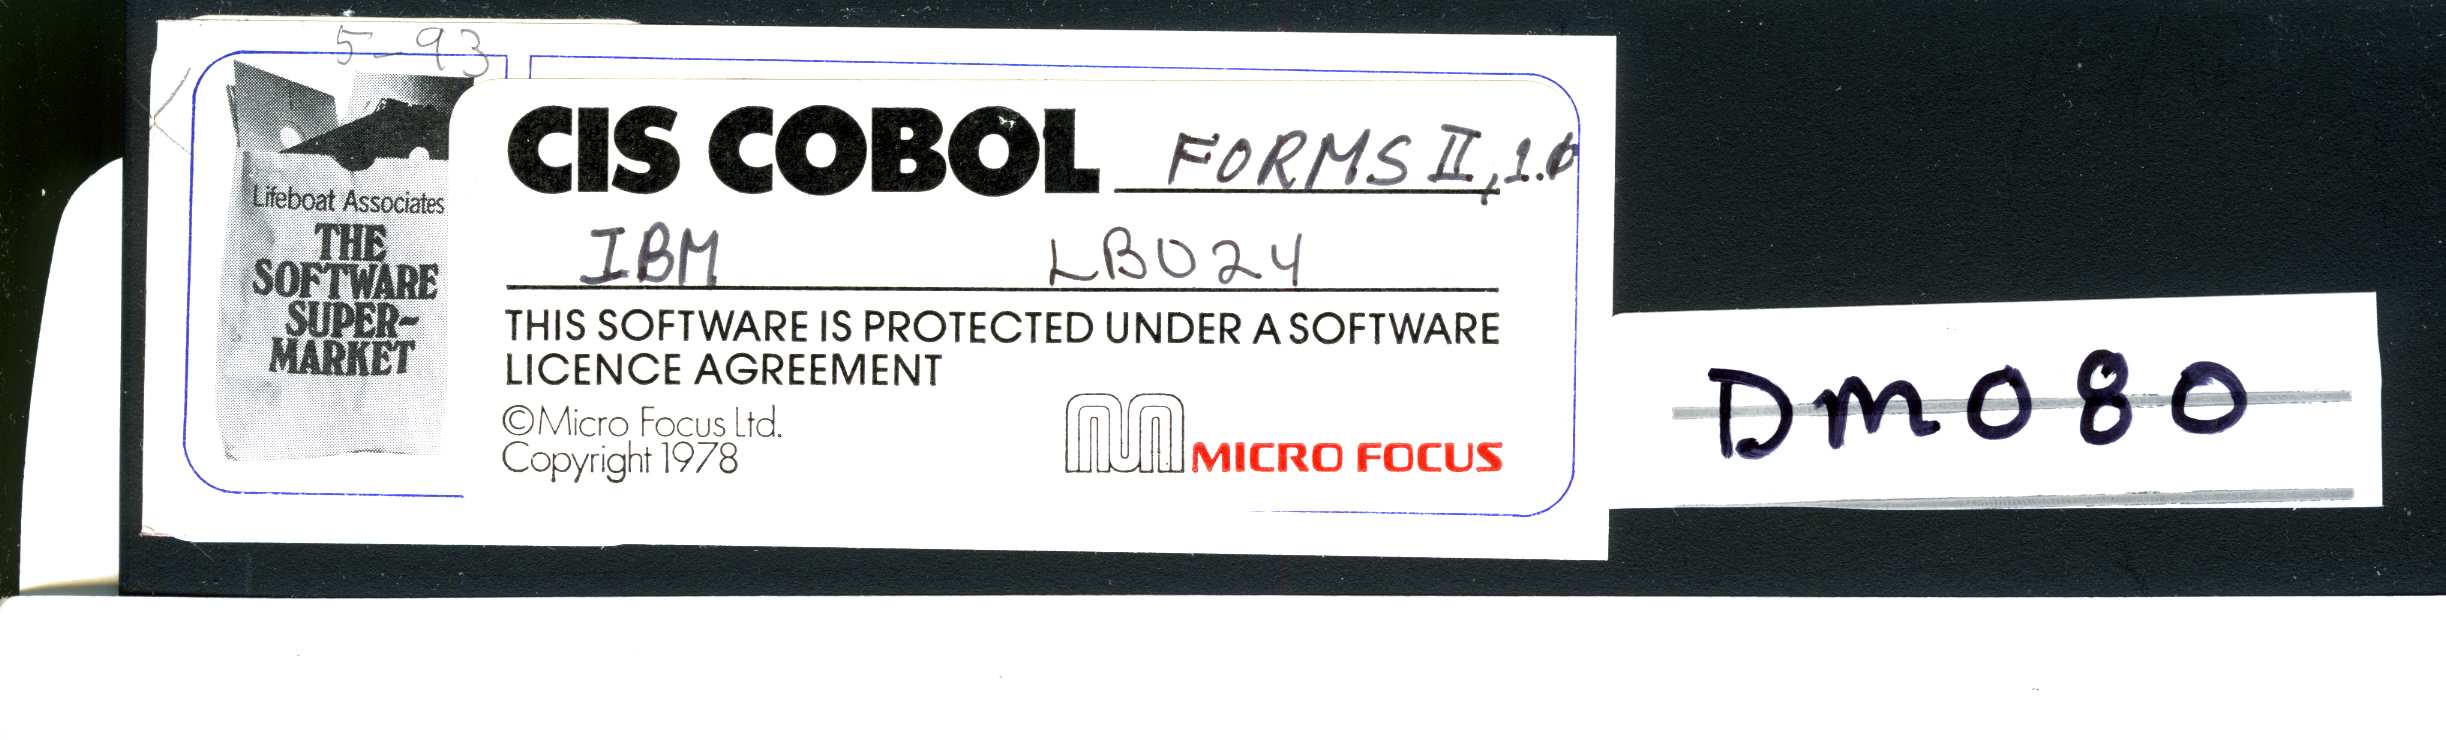 5-93
Lifeboat Associates
THE
SOFTWARE
SUPER-
MARKET
CIS COBOL FORMS II, 1.0
IBM LB024
THIS SOFTWARE IS PROTECTED UNDER A SOFTWARE
LICENCE AGREEMENT
©Micro Focus Ltd.
Copyright 1978
MICRO FOCUS
DM080